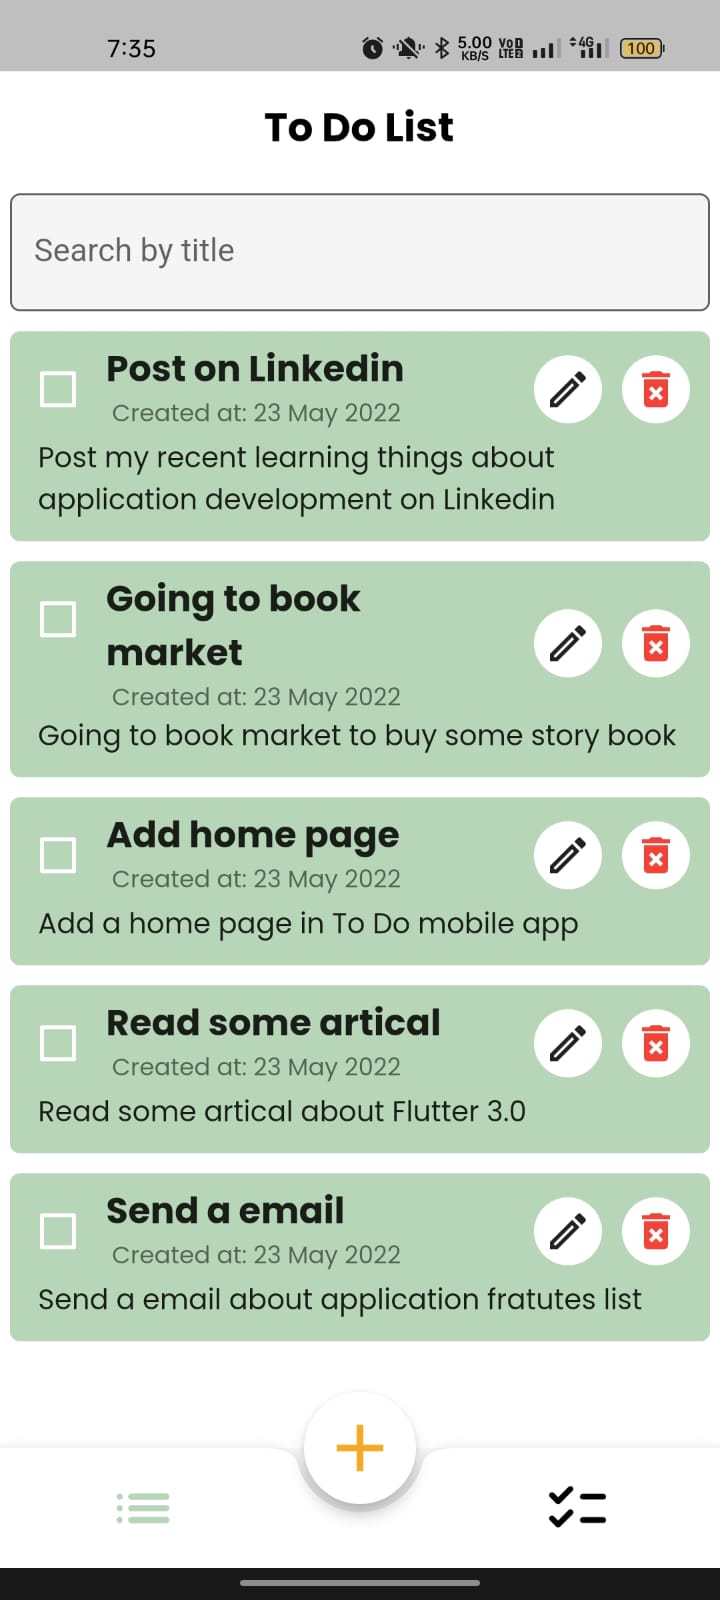 7:35
5.00 KB/S
VoD LTE2
4G
100
To Do List
Search by title
Post on Linkedin
Created at: 23 May 2022
Post my recent learning things about
application development on Linkedin
Going to book
market
Created at: 23 May 2022
Going to book market to buy some story book
Add home page
Created at: 23 May 2022
Add a home page in To Do mobile app
Read some artical
Created at: 23 May 2022
Read some artical about Flutter 3.0
Send a email
Created at: 23 May 2022
Send a email about application fratutes list